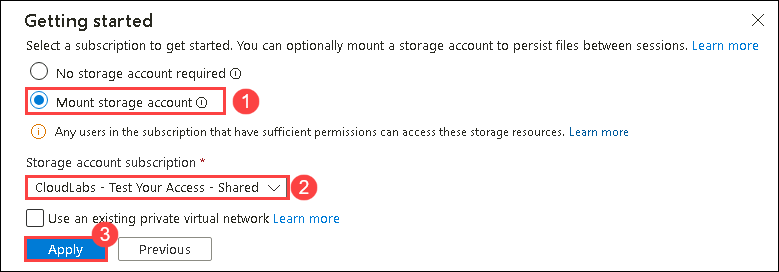 Getting started
Select a subscription to get started. You can optionally mount a storage account to persist files between sessions. Learn more
No storage account required
Mount storage account
1
Any users in the subscription that have sufficient permissions can access these storage resources. Learn more
Storage account subscription *
CloudLabs - Test Your Access - Shared
2
Use an existing private virtual network Learn more
3
Apply Previous